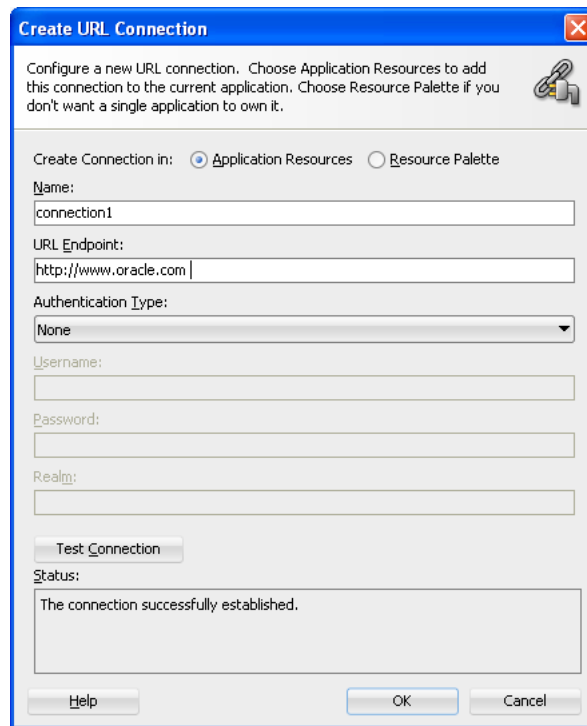 Create URL Connection
Configure a new URL connection. Choose Application Resources to add
this connection to the current application. Choose Resource Palette if you
don't want a single application to own it.
Create Connection in: Application Resources Resource Palette
Name:
connection1
URL Endpoint:
http://www.oracle.com
Authentication Type:
None
Username:
Password:
Realm:
Test Connection
Status:
The connection successfully established.
Help OK Cancel